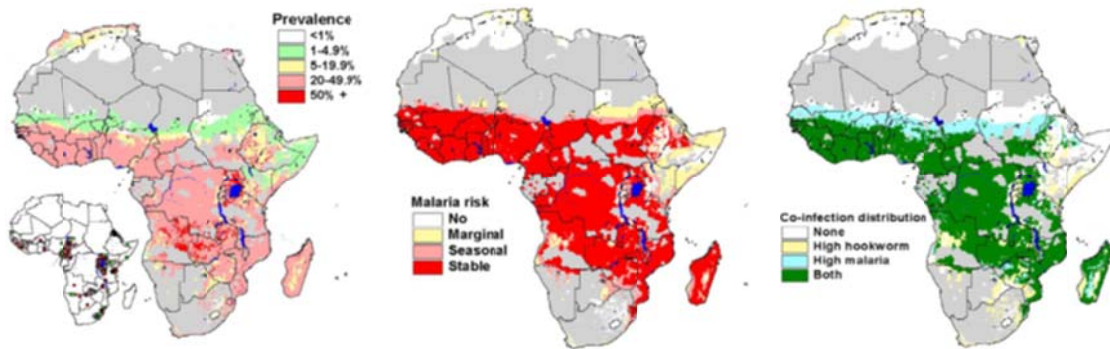 Prevalence
<1%
1-4.9%
5-19.9%
20-49.9%
50% +
Malaria risk
No
Marginal
Seasonal
Stable
Co-infection distribution
None
High hookworm
High malaria
Both